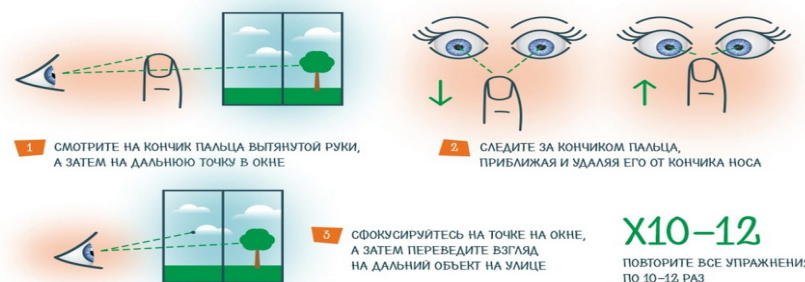 1 СМОТРИТЕ НА КОНЧИК ПАЛЬЦА ВЫТЯНУТОЙ РУКИ,
А ЗАТЕМ НА ДАЛЬНЮЮ ТОЧКУ В ОКНЕ
2 СЛЕДИТЕ ЗА КОНЧИКОМ ПАЛЬЦА,
ПРИБЛИЖАЯ И УДАЛЯЯ ЕГО ОТ КОНЧИКА НОСА
3 СФОКУСИРУЙТЕСЬ НА ТОЧКЕ НА ОКНЕ,
А ЗАТЕМ ПЕРЕВЕДИТЕ ВЗГЛЯД
НА ДАЛЬНИЙ ОБЪЕКТ НА УЛИЦЕ
X10–12
ПОВТОРИТЕ ВСЕ УПРАЖНЕНИЯ
ПО 10–12 РАЗ